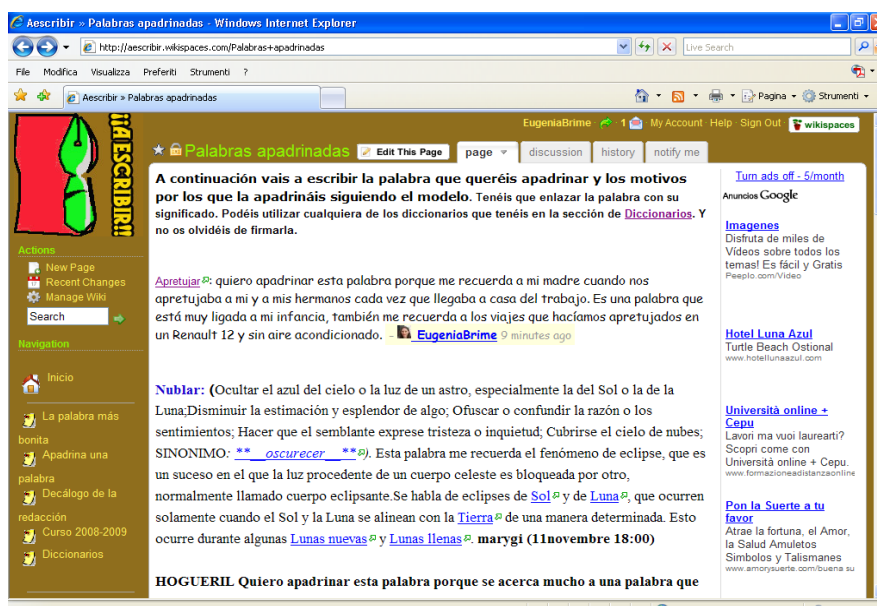 Aescribir » Palabras apadrinadas - Windows Internet Explorer
http://aescribir.wikispaces.com/Palabras+apadrinadas
Live Search
File Modifica Visualizza Preferiti Strumenti ?
Aescribir » Palabras apadrinadas
Pagina
Strumenti
!!A ESCRIBIR!!
EugeniaBrime · 1 · My Account · Help · Sign Out · wikispaces
Palabras apadrinadas
Edit This Page
page
discussion
history
notify me
Actions
New Page
Recent Changes
Manage Wiki
Search
Navigation
Inicio
La palabra más
bonita
Apadrina una
palabra
Decálogo de la
redacción
Curso 2008-2009
Diccionarios
A continuación vais a escribir la palabra que queréis apadrinar y los motivos
por los que la apadrináis siguiendo el modelo. Tenéis que enlazar la palabra con su
significado. Podéis utilizar cualquiera de los diccionarios que tenéis en la sección de Diccionarios. Y
no os olvidéis de firmarla.
Apretujar: quiero apadrinar esta palabra porque me recuerda a mi madre cuando nos
apretujaba a mi y a mis hermanos cada vez que llegaba a casa del trabajo. Es una palabra que
está muy ligada a mi infancia, también me recuerda a los viajes que hacíamos apretujados en
un Renault 12 y sin aire acondicionado. - EugeniaBrime 9 minutes ago
Nublar: (Ocultar el azul del cielo o la luz de un astro, especialmente la del Sol o la de la
Luna;Disminuir la estimación y esplendor de algo; Ofuscar o confundir la razón o los
sentimientos; Hacer que el semblante exprese tristeza o inquietud; Cubrirse el cielo de nubes;
SINONIMO: **__oscurecer__**). Esta palabra me recuerda el fenómeno de eclipse, que es
un suceso en el que la luz procedente de un cuerpo celeste es bloqueada por otro,
normalmente llamado cuerpo eclipsante.Se habla de eclipses de Sol y de Luna, que ocurren
solamente cuando el Sol y la Luna se alinean con la Tierra de una manera determinada. Esto
ocurre durante algunas Lunas nuevas y Lunas llenas. marygi (11novembre 18:00)
HOGUERIL Quiero apadrinar esta palabra porque se acerca mucho a una palabra que
Turn ads off - 5/month
Anuncios Google
Imagenes
Disfruta de miles de
Vídeos sobre todos los
temas! Es fácil y Gratis
Peeplo.com/Video
Hotel Luna Azul
Turtle Beach Ostional
www.hotellunaazul.com
Università online +
Cepu
Lavori ma vuoi laurearti?
Scopri come con
Università online + Cepu.
www.formazioneadistanzaonline
Pon la Suerte a tu
favor
Atrae la fortuna, el Amor,
la Salud Amuletos
Simbolos y Talismanes
www.amorysuerte.com/buena su